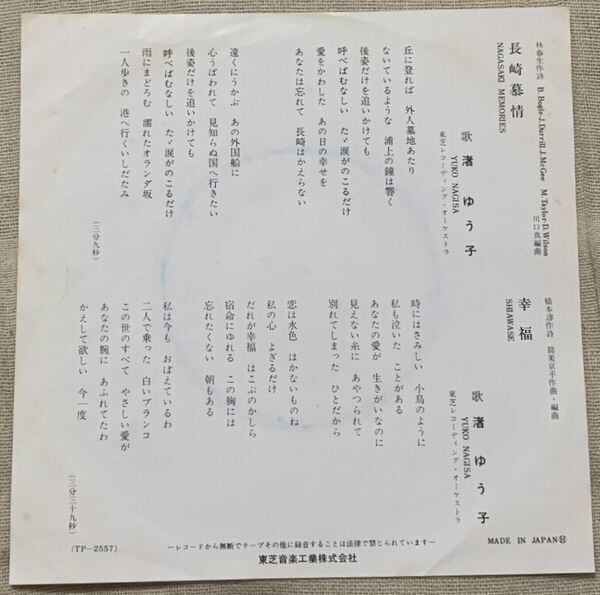 長崎慕情
NAGASAKI MEMORIES
林春生作詩 B. Bogle-J. Durrill-J. McGee M. Taylor-D. Wilson
川口真編曲
歌 渚 ゆう子
YUKO NAGISA
東芝レコーディング・オーケストラ
丘に登れば 外人墓地あたり
ないているような 浦上の鐘は響く
後姿だけを追いかけても
呼べばむなしい たゞ涙がのこるだけ
愛をかわした あの日の幸せを
あなたは忘れて 長崎はかえらない
遠くにうかぶ あの外国船に
心うばわれて 見知らぬ国へ行きたい
後姿だけを追いかけても
呼べばむなしい たゞ涙がのこるだけ
雨にまどろむ 濡れたオランダ坂
一人歩きの 港へ行くいしだたみ
(三分九秒)
幸福
SHIAWASE
橋本淳作詩 筒美京平作曲・編曲
歌 渚 ゆう子
YUKO NAGISA
東芝レコーディング・オーケストラ
時にはさみしい 小鳥のように
私も泣いた ことがある
あなたの愛が 生きがいなのに
見えない糸に あやつられて
別れてしまった ひとだから
恋は水色 はかないものね
私の心 よぎるだけ
だれが幸福 はこぶのかしら
宿命にゆれる この胸には
忘れたくない 朝もある
私は今も おぼえているわ
二人で乗った 白いブランコ
この世のすべて やさしい愛が
あなたの腕に あふれてたわ
かえして欲しい 今一度
(三分三十九秒)
(TP-2557)
―レコードから無断でテープその他に録音することは法律で禁じられています―
東芝音楽工業株式会社
MADE IN JAPAN